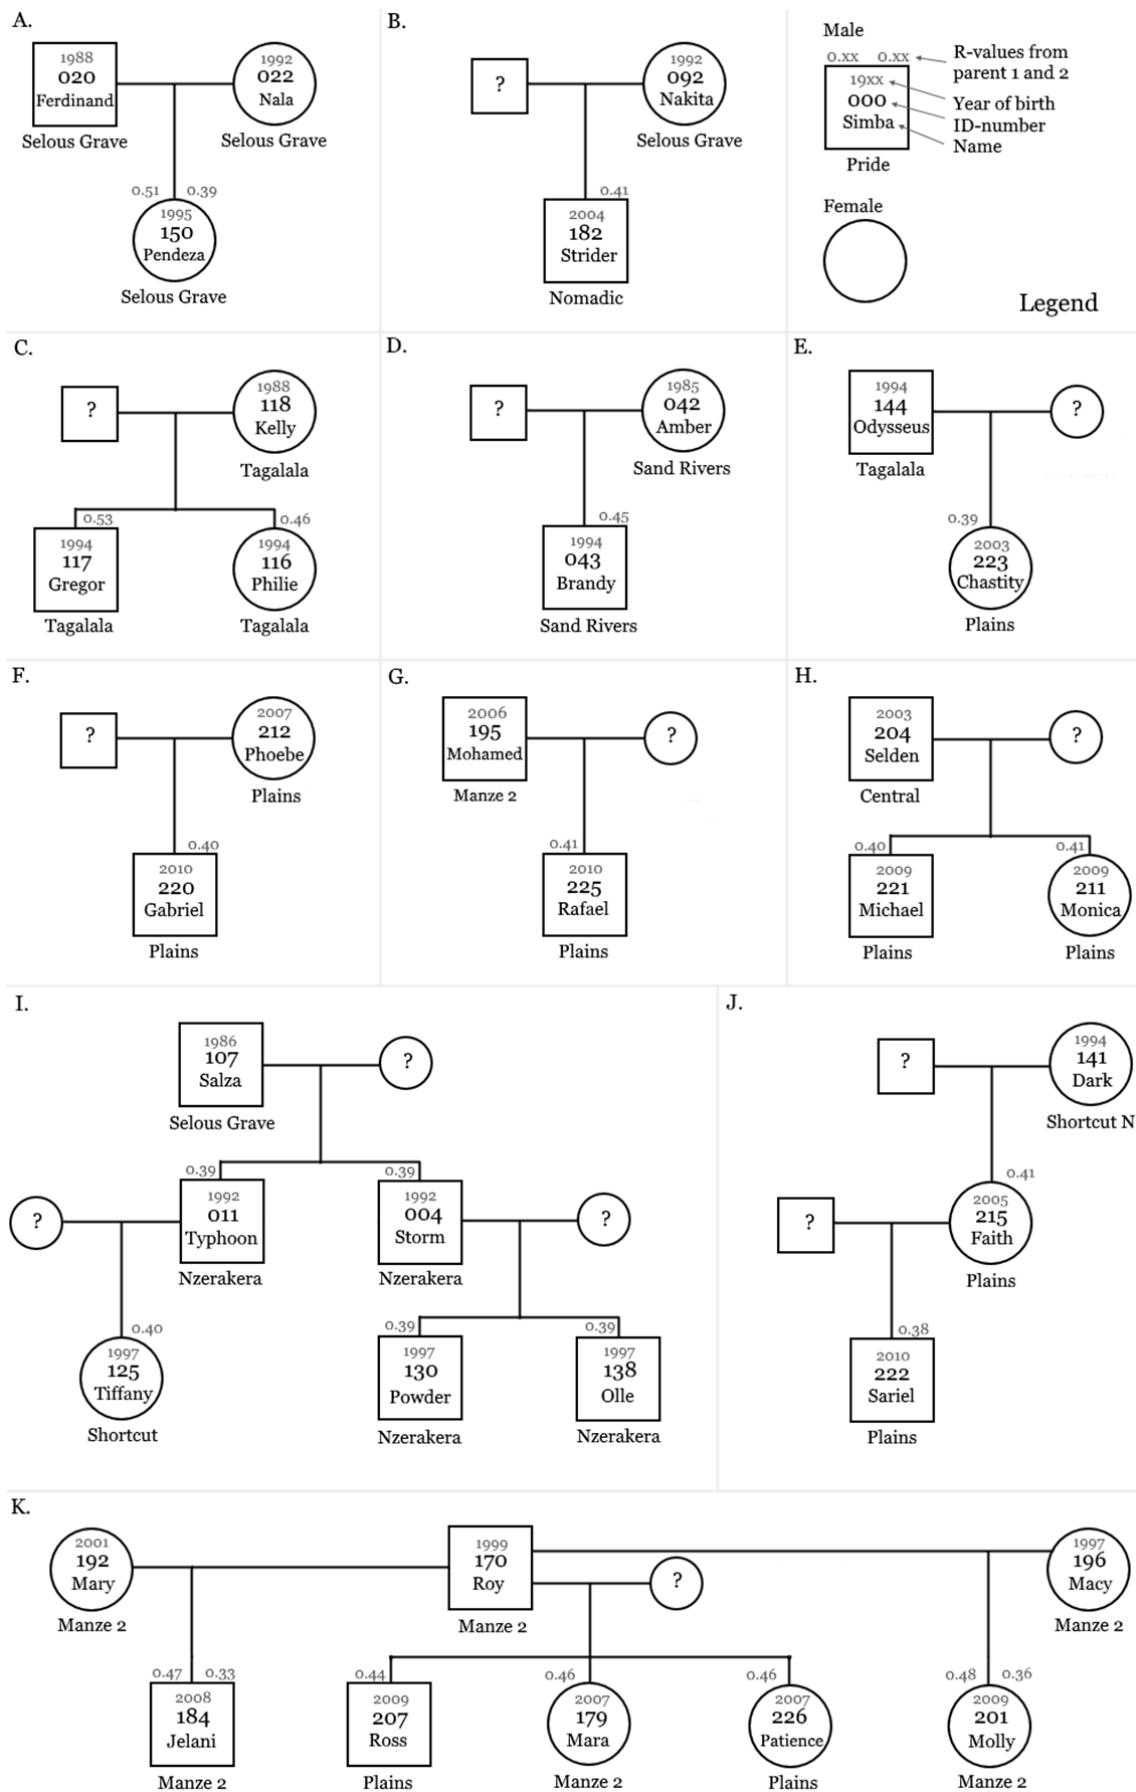 A.
1988
020
Ferdinand
Selous Grave
1992
022
Nala
Selous Grave
0.51 0.39
1995
150
Pendeza
Selous Grave
B.
?
1992
092
Nakita
Selous Grave
0.41
2004
182
Strider
Nomadic
Male
0.xx 0.xx
R-values from
parent 1 and 2
19xx
Year of birth
000
ID-number
Simba
Name
Pride
Female
Legend
C.
?
1988
118
Kelly
Tagalala
0.53
1994
117
Gregor
Tagalala
0.46
1994
116
Philie
Tagalala
D.
?
1985
042
Amber
Sand Rivers
0.45
1994
043
Brandy
Sand Rivers
E.
1994
144
Odysseus
Tagalala
?
0.39
2003
223
Chastity
Plains
F.
?
2007
212
Phoebe
Plains
0.40
2010
220
Gabriel
Plains
G.
2006
195
Mohamed
Manze 2
?
0.41
2010
225
Rafael
Plains
H.
2003
204
Selden
Central
?
0.40
2009
221
Michael
Plains
0.41
2009
211
Monica
Plains
I.
1986
107
Salza
Selous Grave
?
?
0.39
1992
011
Typhoon
Nzerakera
0.39
1992
004
Storm
Nzerakera
?
0.40
1997
125
Tiffany
Shortcut
0.39
1997
130
Powder
Nzerakera
0.39
1997
138
Olle
Nzerakera
J.
?
1994
141
Dark
Shortcut N
?
0.41
2005
215
Faith
Plains
0.38
2010
222
Sariel
Plains
K.
2001
192
Mary
Manze 2
1999
170
Roy
Manze 2
?
1997
196
Macy
Manze 2
0.47 0.33
2008
184
Jelani
Manze 2
0.44
2009
207
Ross
Plains
0.46
2007
179
Mara
Manze 2
0.46
2007
226
Patience
Plains
0.48 0.36
2009
201
Molly
Manze 2